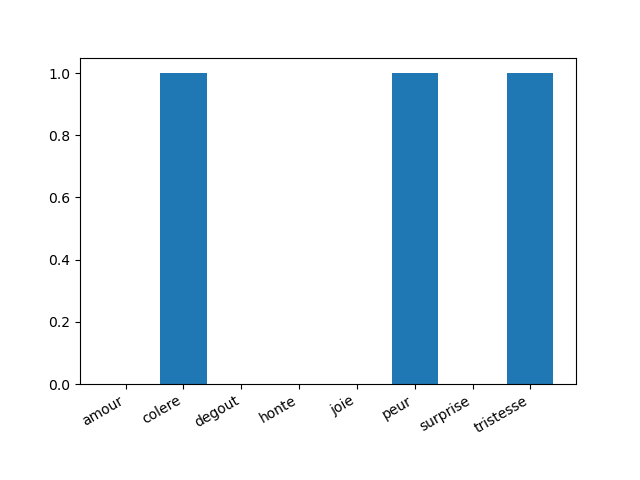 1.0
0.8
0.6
0.4
0.2
0.0
amour
colere
degout
honte
joie
peur
surprise
tristesse